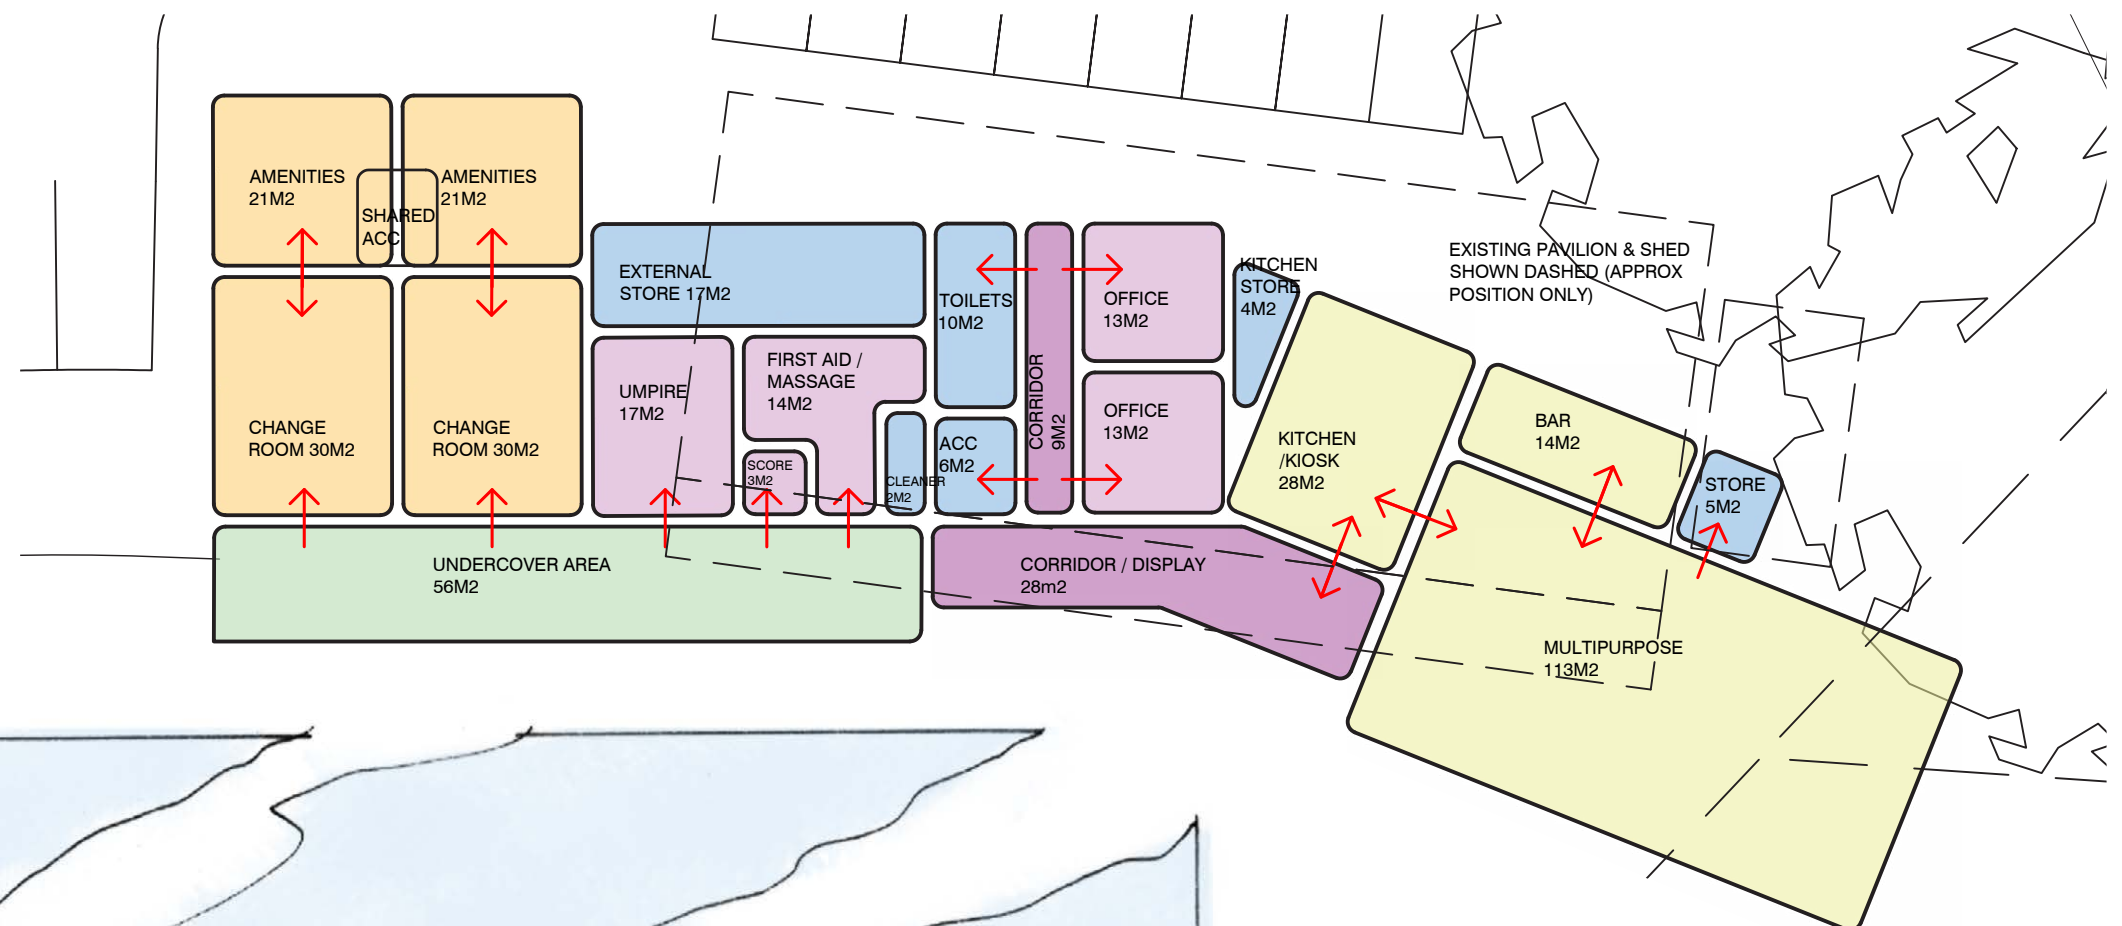 AMENITIES
21M2
AMENITIES
21M2
SHARED
ACC
CHANGE
ROOM 30M2
CHANGE
ROOM 30M2
EXTERNAL
STORE 17M2
UMPIRE
17M2
FIRST AID /
MASSAGE
14M2
SCORE
3M2
CLEANER
2M2
TOILETS
10M2
ACC
6M2
CORRIDOR
9M2
OFFICE
13M2
OFFICE
13M2
KITCHEN
STORE
4M2
KITCHEN
/KIOSK
28M2
EXISTING PAVILION & SHED
SHOWN DASHED (APPROX
POSITION ONLY)
BAR
14M2
STORE
5M2
UNDERCOVER AREA
56M2
CORRIDOR / DISPLAY
28m2
MULTIPURPOSE
113M2